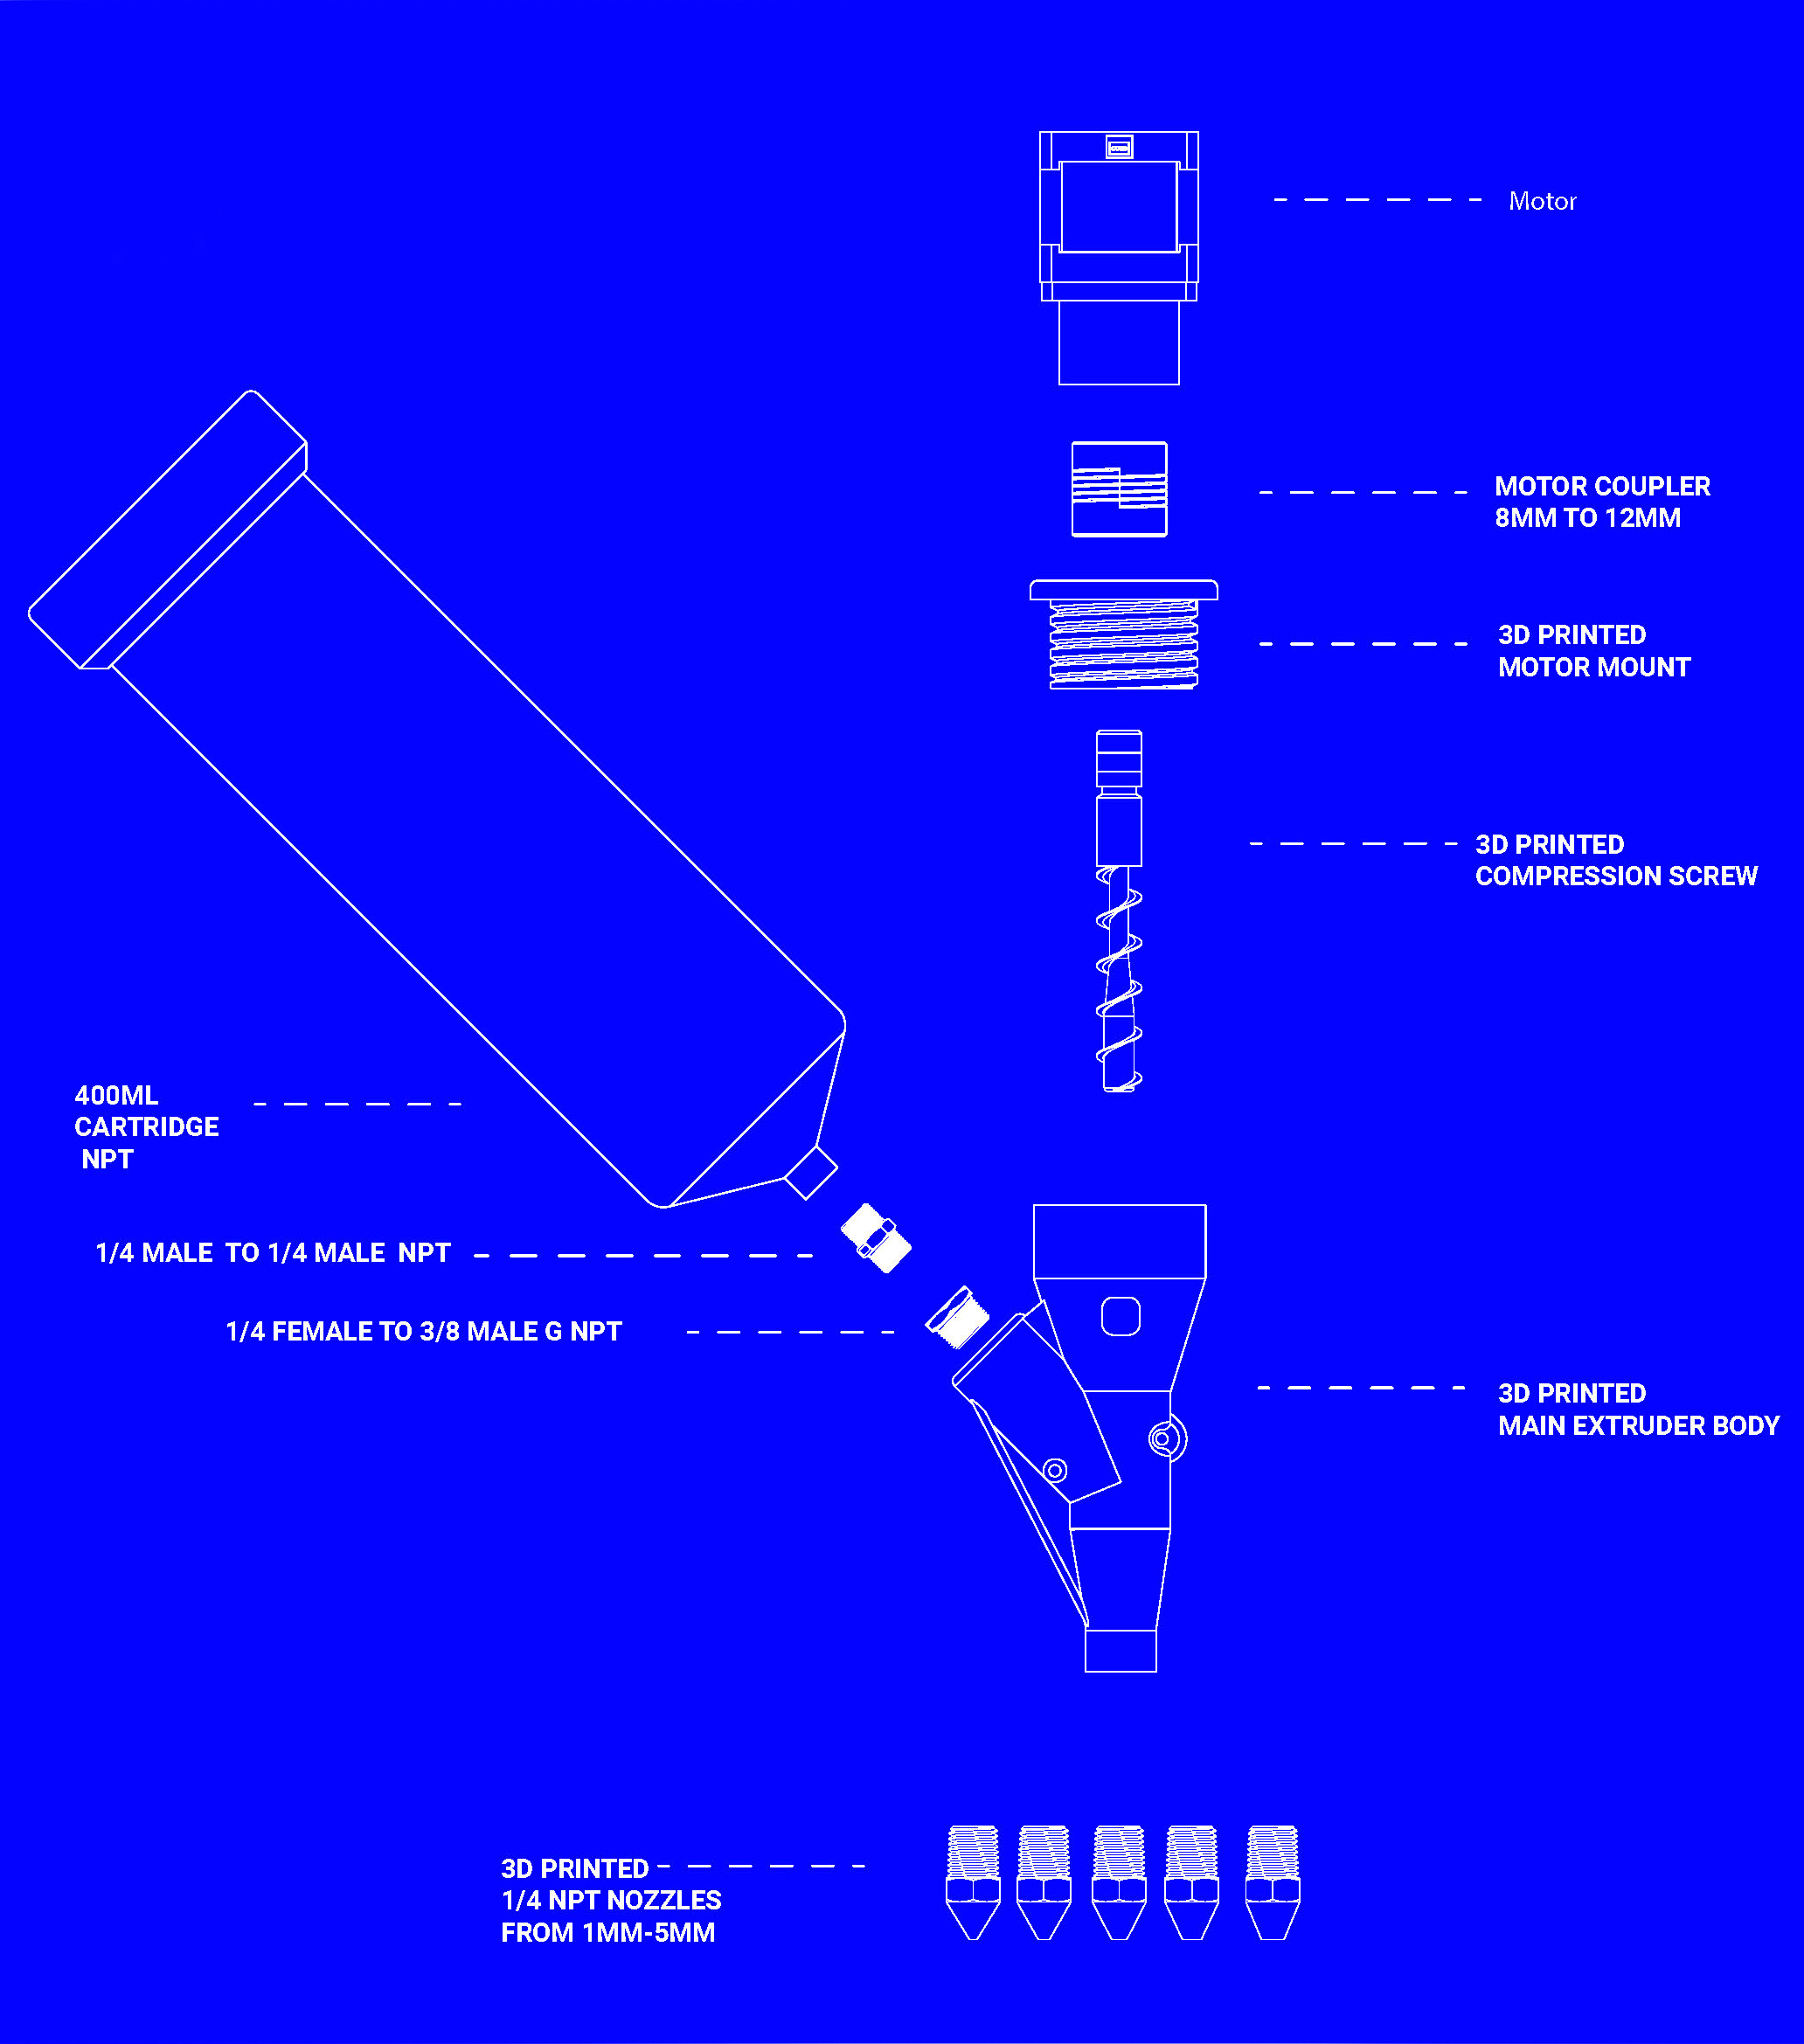 Motor
MOTOR COUPLER
8MM TO 12MM
3D PRINTED
MOTOR MOUNT
3D PRINTED
COMPRESSION SCREW
400ML
CARTRIDGE
NPT
1/4 MALE TO 1/4 MALE NPT
1/4 FEMALE TO 3/8 MALE G NPT
3D PRINTED
MAIN EXTRUDER BODY
3D PRINTED
1/4 NPT NOZZLES
FROM 1MM-5MM